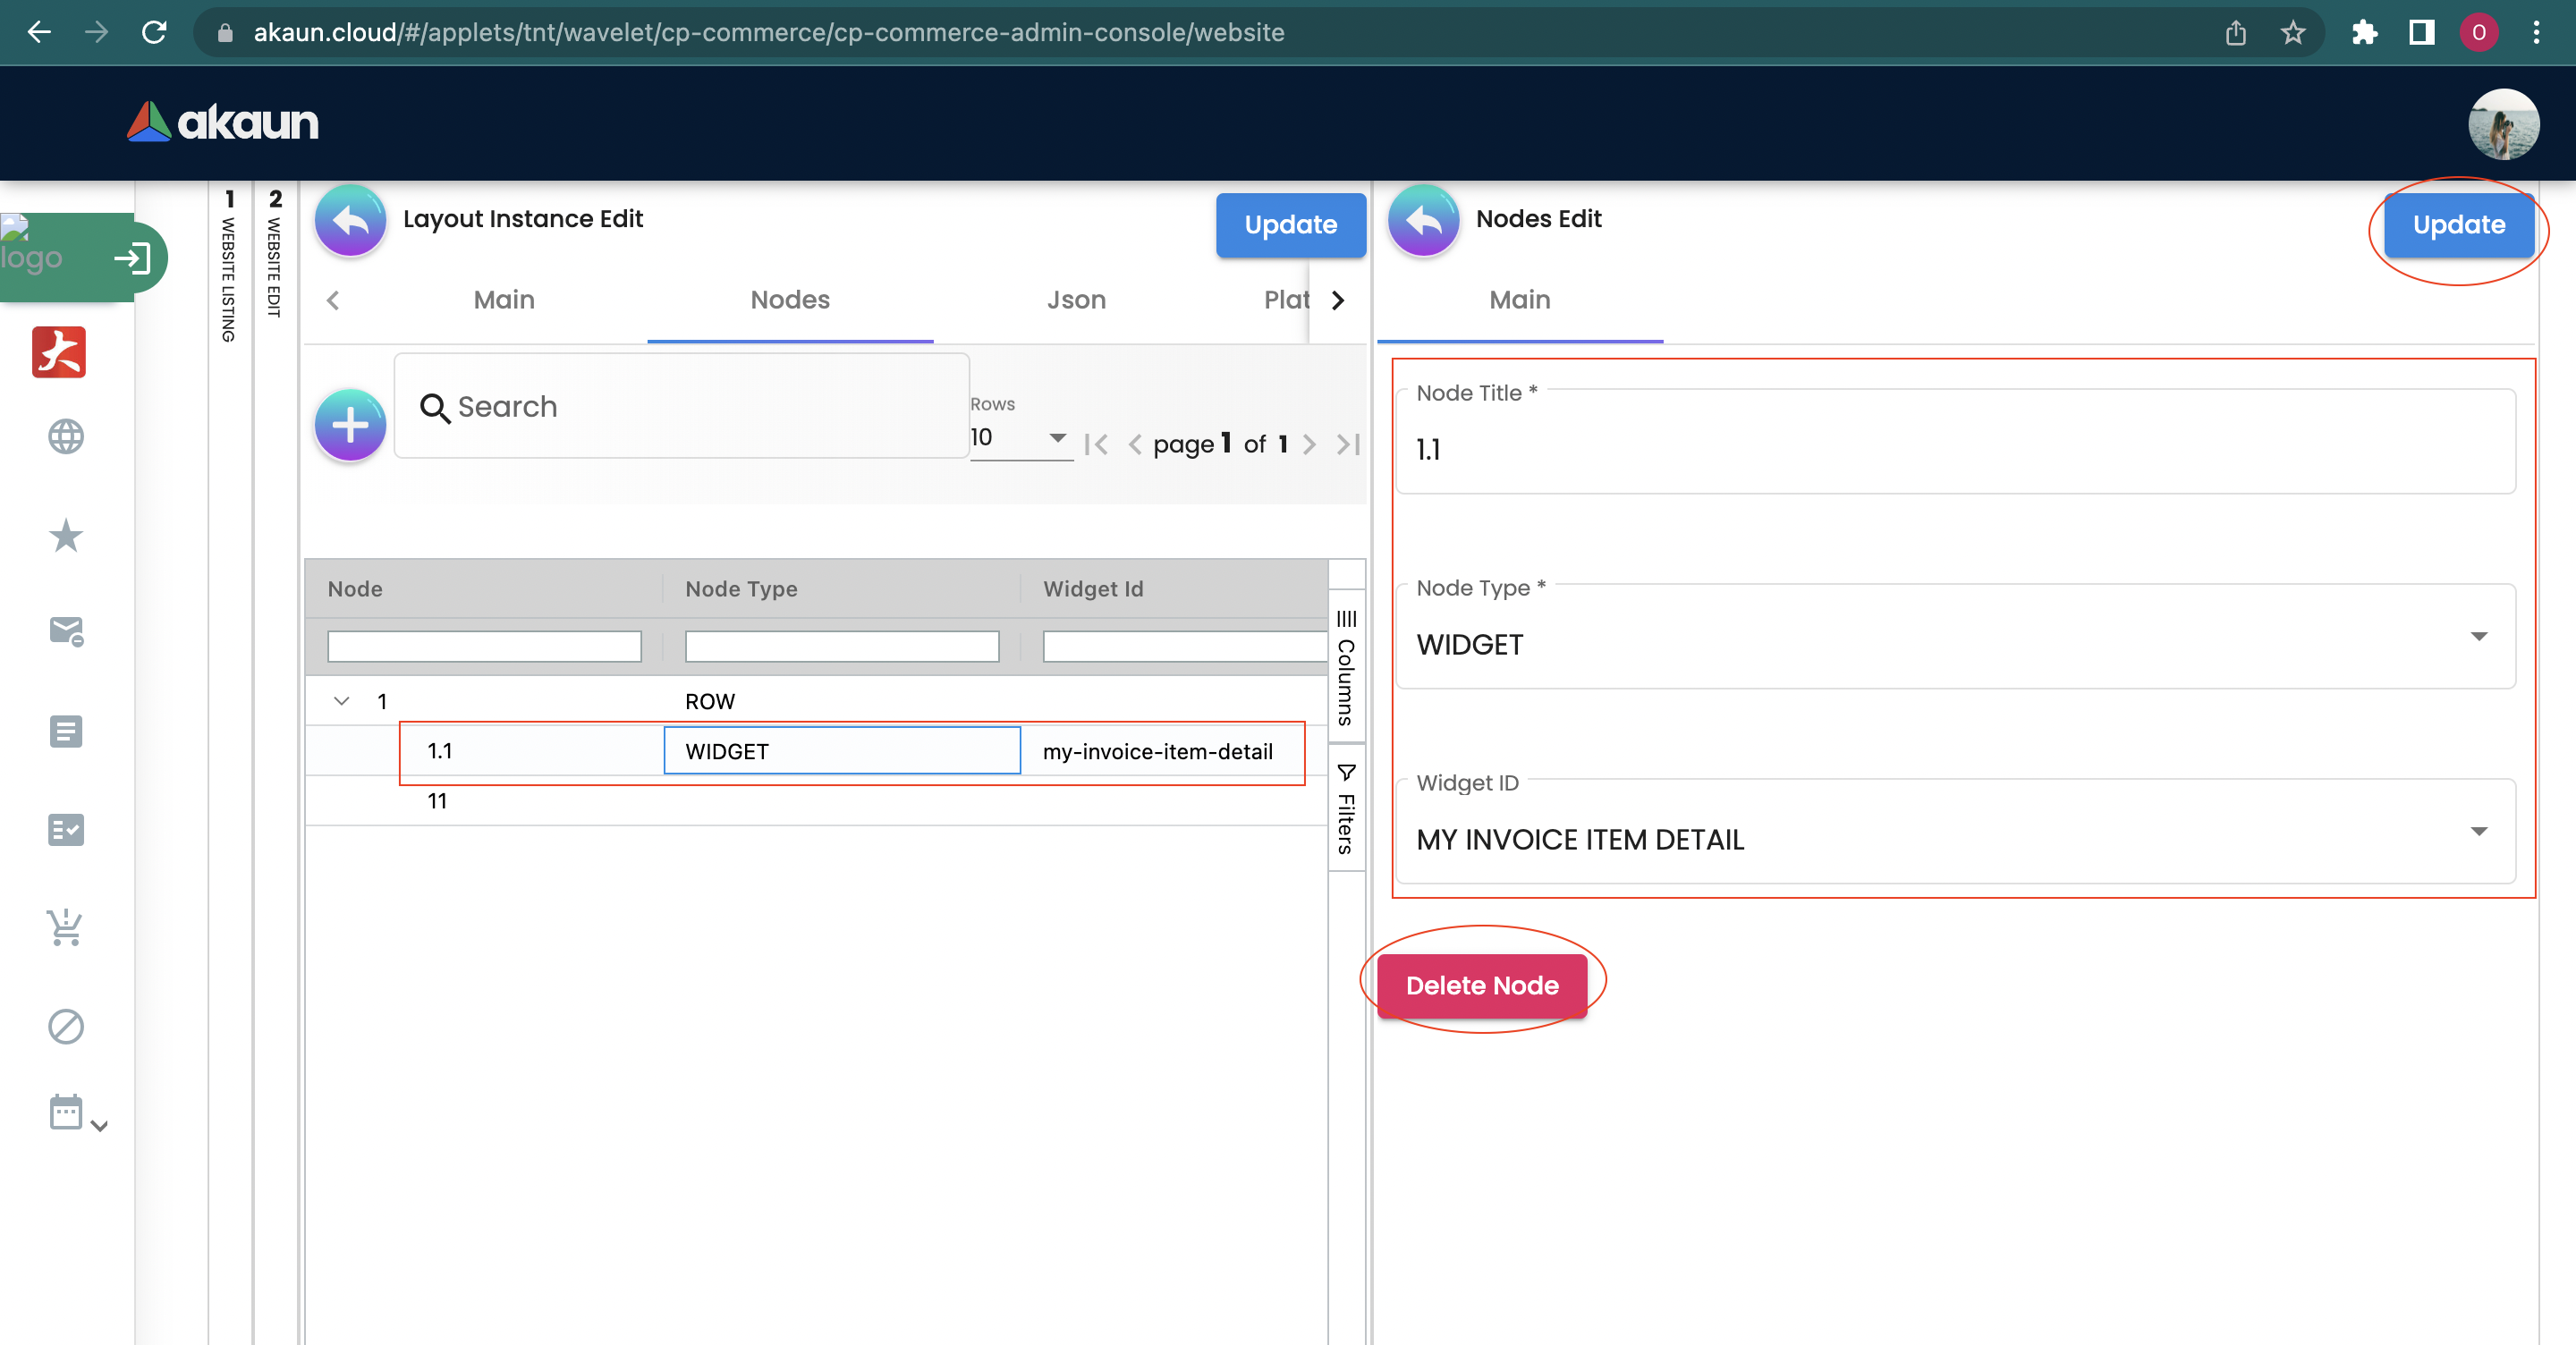 akaun.cloud/#/applets/tnt/wavelet/cp-commerce/cp-commerce-admin-console/website
O
akaun
logo
1 WEBSITE LISTING
2 WEBSITE EDIT
Layout Instance Edit
Update
Main Nodes Json Plat
Search
Rows
10
page 1 of 1
Node Node Type Widget Id
1 ROW
1.1 WIDGET my-invoice-item-detail
11
Columns
Filters
Nodes Edit
Update
Main
Node Title *
1.1
Node Type *
WIDGET
Widget ID
MY INVOICE ITEM DETAIL
Delete Node